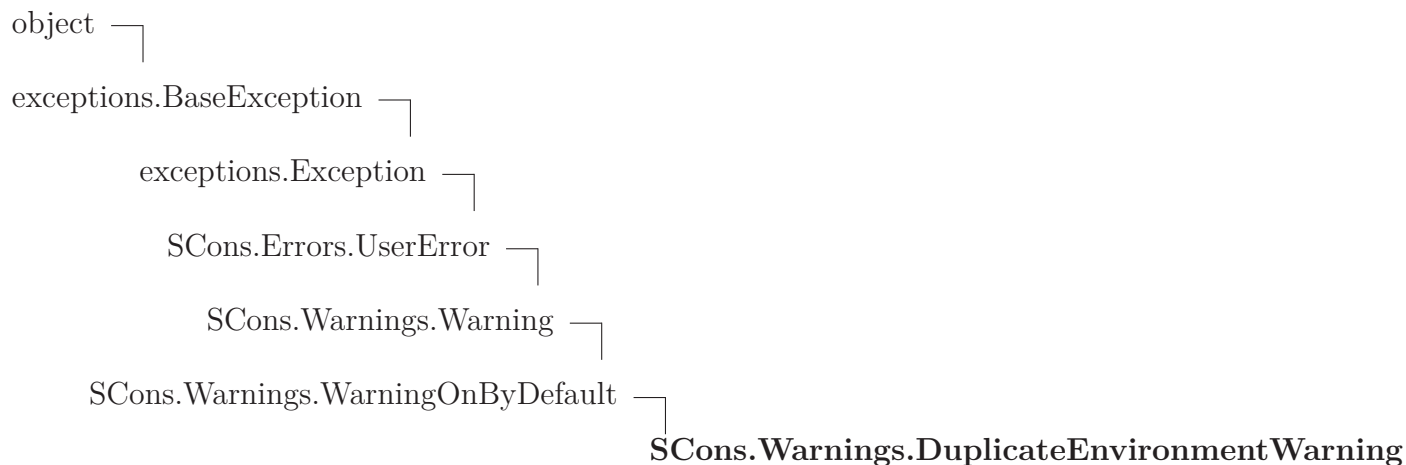 object
exceptions.BaseException
exceptions.Exception
SCons.Errors.UserError
SCons.Warnings.Warning
SCons.Warnings.WarningOnByDefault
SCons.Warnings.DuplicateEnvironmentWarning